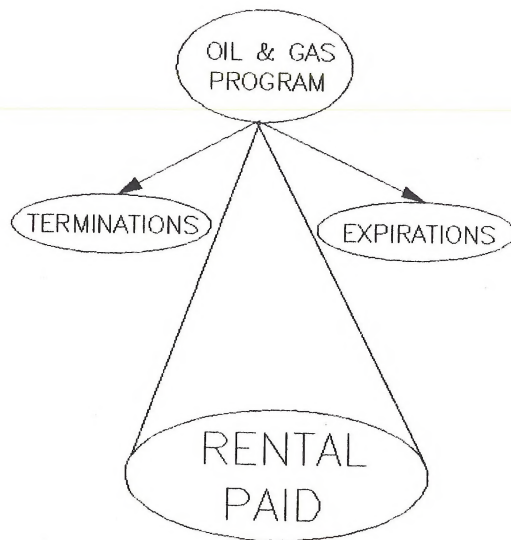 OIL & GAS
PROGRAM
TERMINATIONS
EXPIRATIONS
RENTAL
PAID